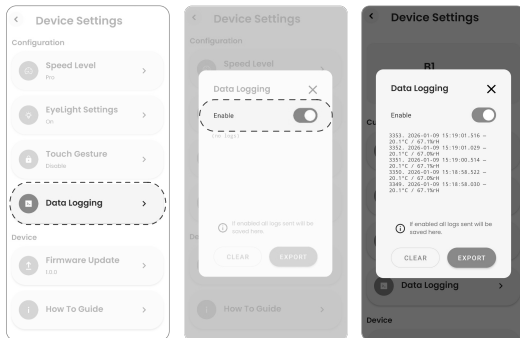 Device Settings
Configuration
Speed Level
Pro
EyeLight Settings
On
Touch Gesture
Disable
Data Logging
Device
Firmware Update
1.0.0
How To Guide
Device Settings
Configuration
Speed Level
Data Logging
Enable
(no logs)
If enabled all logs sent will be
saved here.
CLEAR
EXPORT
De
How To Guide
Device Settings
B1
Data Logging
Enable
3353. 2026-01-09 15:19:01.516 –
20.1°C / 67.1%rH
3352. 2026-01-09 15:19:01.029 –
20.1°C / 67.0%rH
3351. 2026-01-09 15:19:00.514 –
20.1°C / 67.1%rH
3350. 2026-01-09 15:18:58.522 –
20.1°C / 67.0%rH
3349. 2026-01-09 15:18:58.030 –
20.1°C / 67.1%rH
If enabled all logs sent will be
saved here.
CLEAR
EXPORT
Data Logging
Device